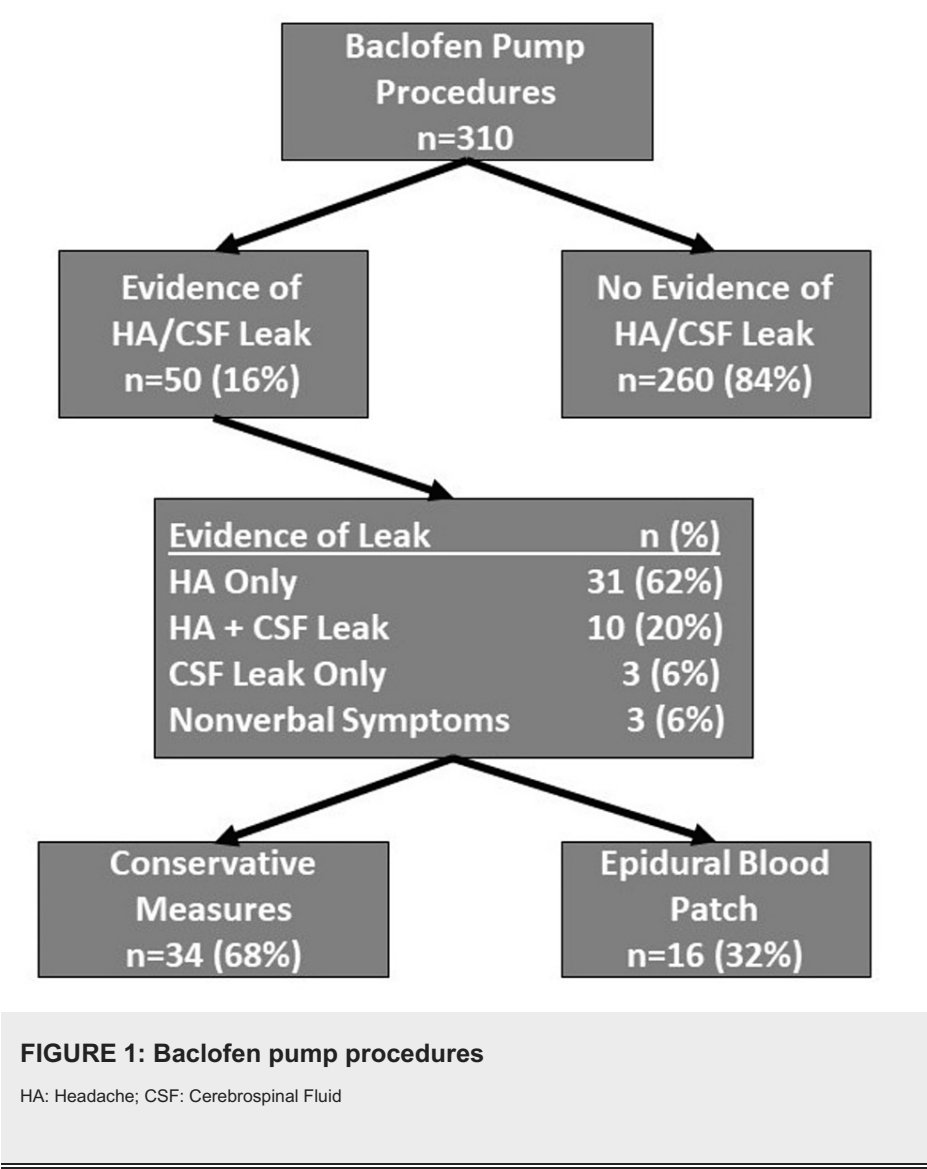 Baclofen Pump
Procedures
n=310
Evidence of
HA/CSF Leak
n=50 (16%)
No Evidence of
HA/CSF Leak
n=260 (84%)
Evidence of Leak n (%)
HA Only 31 (62%)
HA + CSF Leak 10 (20%)
CSF Leak Only 3 (6%)
Nonverbal Symptoms 3 (6%)
Conservative
Measures
n=34 (68%)
Epidural Blood
Patch
n=16 (32%)
FIGURE 1: Baclofen pump procedures
HA: Headache; CSF: Cerebrospinal Fluid